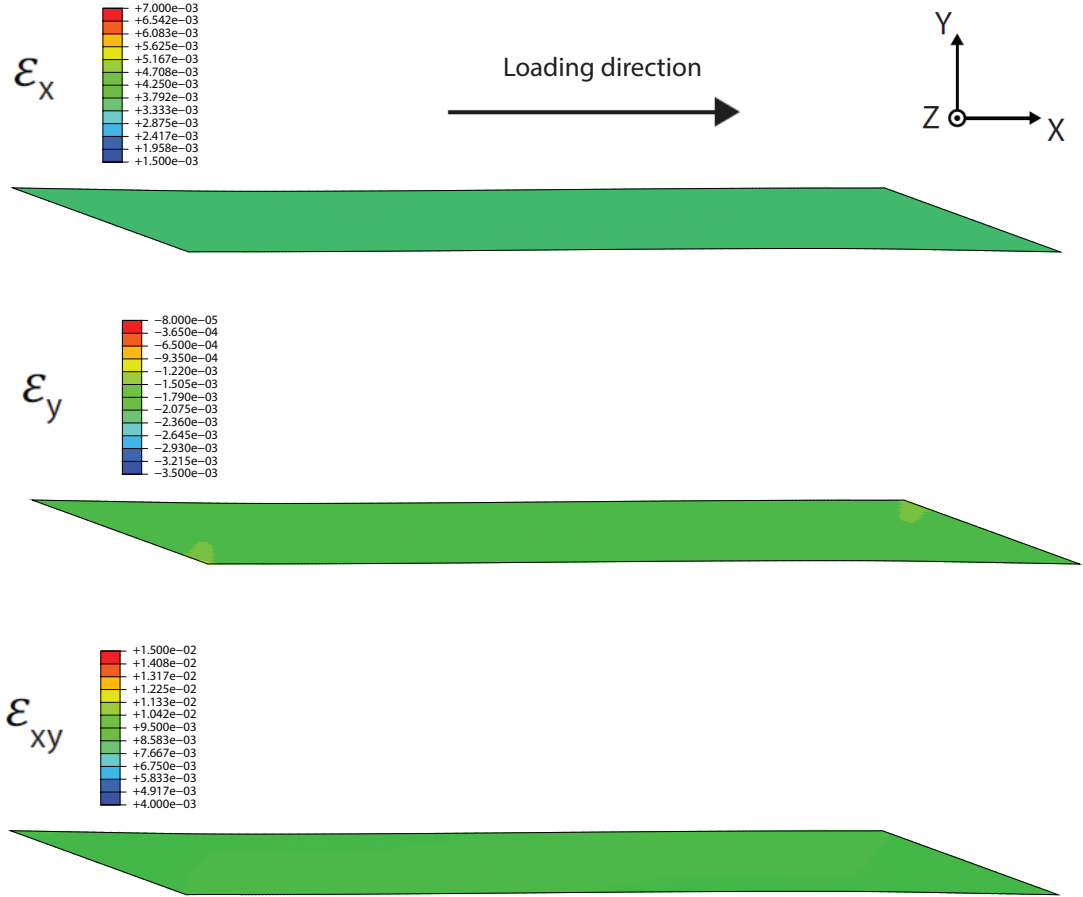 +7.000e−03
+6.542e−03
+6.083e−03
+5.625e−03
+5.167e−03
+4.708e−03
+4.250e−03
+3.792e−03
+3.333e−03
+2.875e−03
+2.417e−03
+1.958e−03
+1.500e−03
εx
Loading direction
Y
Z
X
−8.000e−05
−3.650e−04
−6.500e−04
−9.350e−04
−1.220e−03
−1.505e−03
−1.790e−03
−2.075e−03
−2.360e−03
−2.645e−03
−2.930e−03
−3.215e−03
−3.500e−03
εy
+1.500e−02
+1.408e−02
+1.317e−02
+1.225e−02
+1.133e−02
+1.042e−02
+9.500e−03
+8.583e−03
+7.667e−03
+6.750e−03
+5.833e−03
+4.917e−03
+4.000e−03
εxy